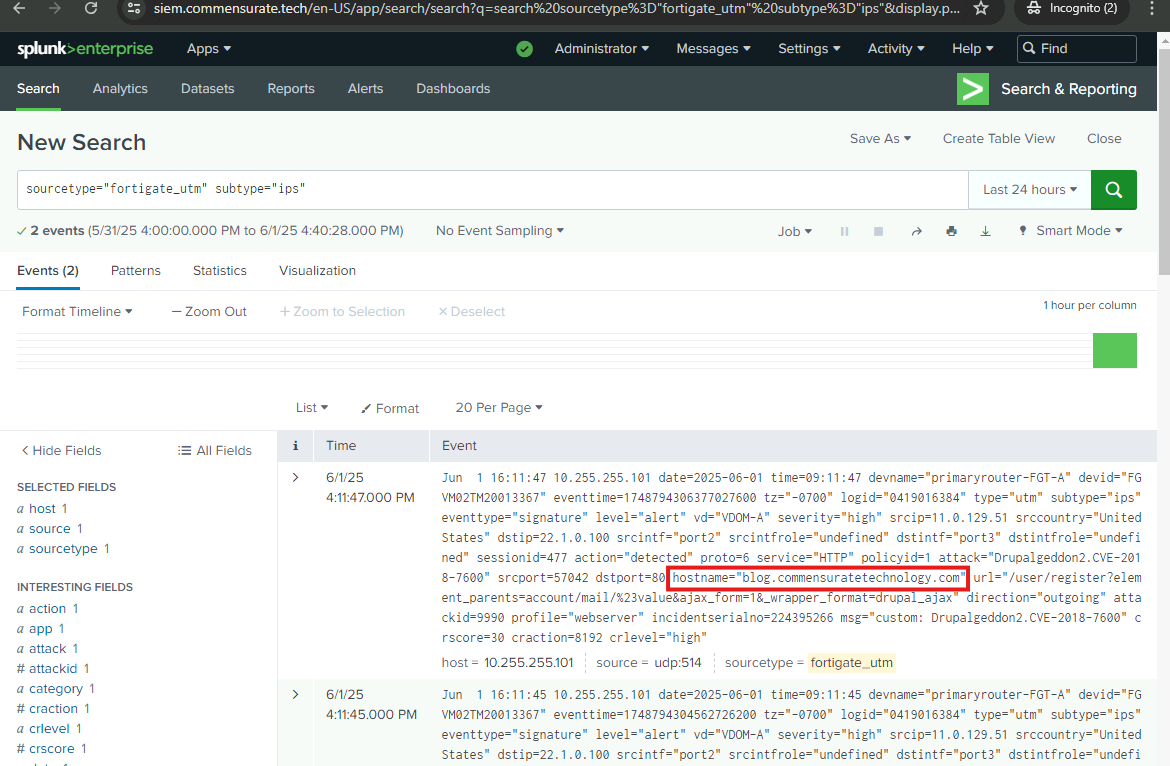 siem.commensurate.tech/en-US/app/search/search?q=search%20sourcetype%3D"fortigate_utm"%20subtype%3D"ips"&display.p...
Incognito (2)
splunk>enterprise Apps
Administrator Messages Settings Activity Help Find
Search Analytics Datasets Reports Alerts Dashboards
Search & Reporting
New Search
Save As Create Table View Close
sourcetype="fortigate_utm" subtype="ips"
Last 24 hours
2 events (5/31/25 4:00:00.000 PM to 6/1/25 4:40:28.000 PM) No Event Sampling Job Smart Mode
Events (2) Patterns Statistics Visualization
Format Timeline — Zoom Out + Zoom to Selection × Deselect
1 hour per column
List Format 20 Per Page
< Hide Fields All Fields
i Time Event
SELECTED FIELDS
a host 1
a source 1
a sourcetype 1
INTERESTING FIELDS
a action 1
a app 1
a attack 1
# attackid 1
a category 1
# craction 1
a crlevel 1
# crscore 1
6/1/25
4:11:47.000 PM
Jun 1 16:11:47 10.255.255.101 date=2025-06-01 time=09:11:47 devname="primaryrouter-FGT-A" devid="FG
VM02TM20013367" eventtime=1748794306377027600 tz="-0700" logid="0419016384" type="utm" subtype="ips"
eventtype="signature" level="alert" vd="VDOM-A" severity="high" srcip=11.0.129.51 srccountry="United
States" dstip=22.1.0.100 srcintf="port2" srcintfrole="undefined" dstintf="port3" dstintfrole="undefi
ned" sessionid=477 action="detected" proto=6 service="HTTP" policyid=1 attack="Drupalgeddon2.CVE-201
8-7600" srcport=57042 dstport=80 hostname="blog.commensuratetechnology.com" url="/user/register?elem
ent_parents=account/mail/%23value&ajax_form=1&_wrapper_format=drupal_ajax" direction="outgoing" atta
ckid=9990 profile="webserver" incidentserialno=224395266 msg="custom: Drupalgeddon2.CVE-2018-7600" c
rscore=30 craction=8192 crlevel="high"
host = 10.255.255.101 source = udp:514 sourcetype = fortigate_utm
6/1/25
4:11:45.000 PM
Jun 1 16:11:45 10.255.255.101 date=2025-06-01 time=09:11:45 devname="primaryrouter-FGT-A" devid="FG
VM02TM20013367" eventtime=1748794304562726200 tz="-0700" logid="0419016384" type="utm" subtype="ips"
eventtype="signature" level="alert" vd="VDOM-A" severity="high" srcip=11.0.129.51 srccountry="United
States" dstip=22.1.0.100 srcintf="port2" srcintfrole="undefined" dstintf="port3" dstintfrole="undefi